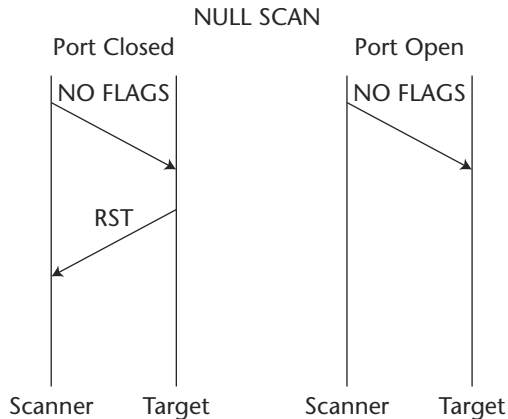 NULL SCAN
Port Closed
Port Open
NO FLAGS
NO FLAGS
RST
Scanner
Target
Scanner
Target